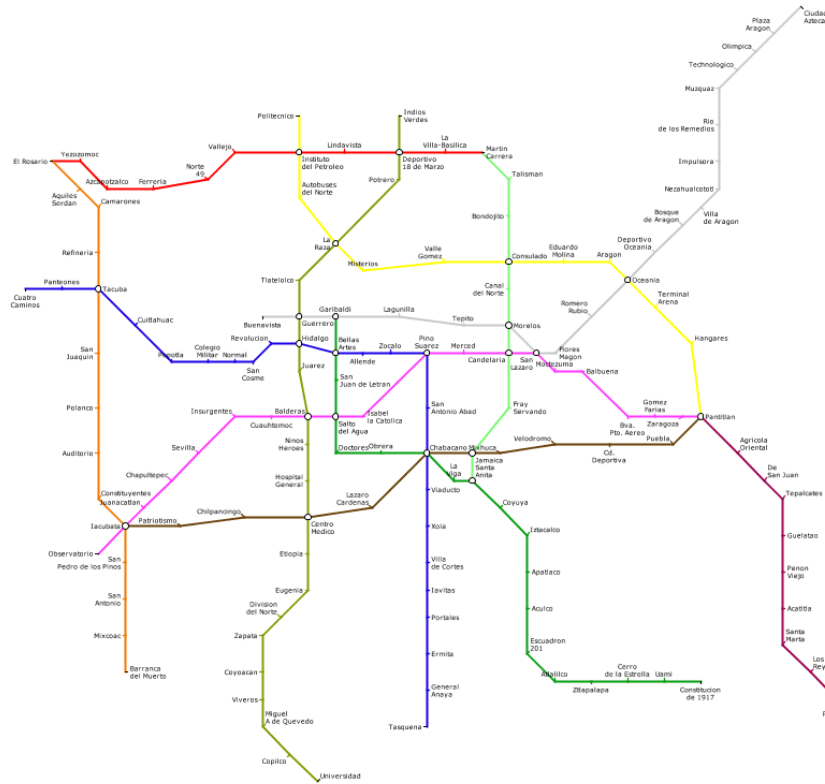 Ciudad
Azteca
Plaza
Aragon
Olimpica
Technologico
Muzquaz
Rio
de los Remedios
Impulsora
Nezahualcototl
Villa
de Aragon
Bosque
de Aragon
Deportivo
Oceania
Oceania
Romero
Rubio
Flores
Magon
Politecnico
Indios
Verdes
Vallejo
Instituto
del Petroleo
Lindavista
Deportivo
18 de Marzo
La
Villa-Basilica
Martin
Carrera
El Rosario
Yezozomoc
Azcapotzalco
Ferreria
Norte
49
Aquiles
Serdan
Camarones
Autobuses
del Norte
Potrero
Talisman
Bondojito
La
Raza
Misterios
Valle
Gomez
Consulado
Eduardo
Molina
Aragon
Terminal
Arena
Hangares
Refineria
Panteones
Cuatro
Caminos
Tacuba
Tlatelolco
Canal
del Norte
Cuitlahuac
Buenavista
Guerrero
Garibaldi
Lagunilla
Tepito
Morelos
San
Juaquin
Popotla
Colegio
Militar
Normal
San
Cosme
Revolucion
Hidalgo
Bellas
Artes
Allende
Zocalo
Pino
Suarez
Merced
Candelaria
San
Lazaro
Moctezuma
Balbuena
Juarez
San
Juan de Letran
Polanco
Insurgentes
Cuauhtemoc
Balderas
Salto
del Agua
Isabel
la Catolica
San
Antonio Abad
Fray
Servando
Bva.
Pto. Aereo
Gomez
Farias
Zaragoza
Pantitlan
Auditorio
Sevilla
Ninos
Heroes
Doctores
Obrera
Chabacano
Mixhuca
Jamaica
Santa
Anita
La
Viga
Velodromo
Cd.
Deportiva
Puebla
Agricola
Oriental
De
San Juan
Chapultepec
Constituyentes
Juanacatlan
Hospital
General
Viaducto
Tepalcates
Iacubata
Patriotismo
Chilpancingo
Lazaro
Cardenas
Centro
Medico
Xola
Coyuya
Iztacalco
Guelatao
Observatorio
San
Pedro de los Pinos
Etiopia
Villa
de Cortes
Apatlaco
Penon
Viejo
San
Antonio
Eugenia
Iavitas
Aculco
Acatitla
Division
del Norte
Portales
Mixcoac
Zapata
Ermita
Escuadron
201
Santa
Marta
Barranca
del Muerto
Coyoacan
General
Anaya
Atlalilco
Ztlapalapa
Cerro
de la Estrella
Uami
Constitucion
de 1917
Los
Rey
Viveros
Miguel
A de Quevedo
Tasquena
Copilco
Universidad